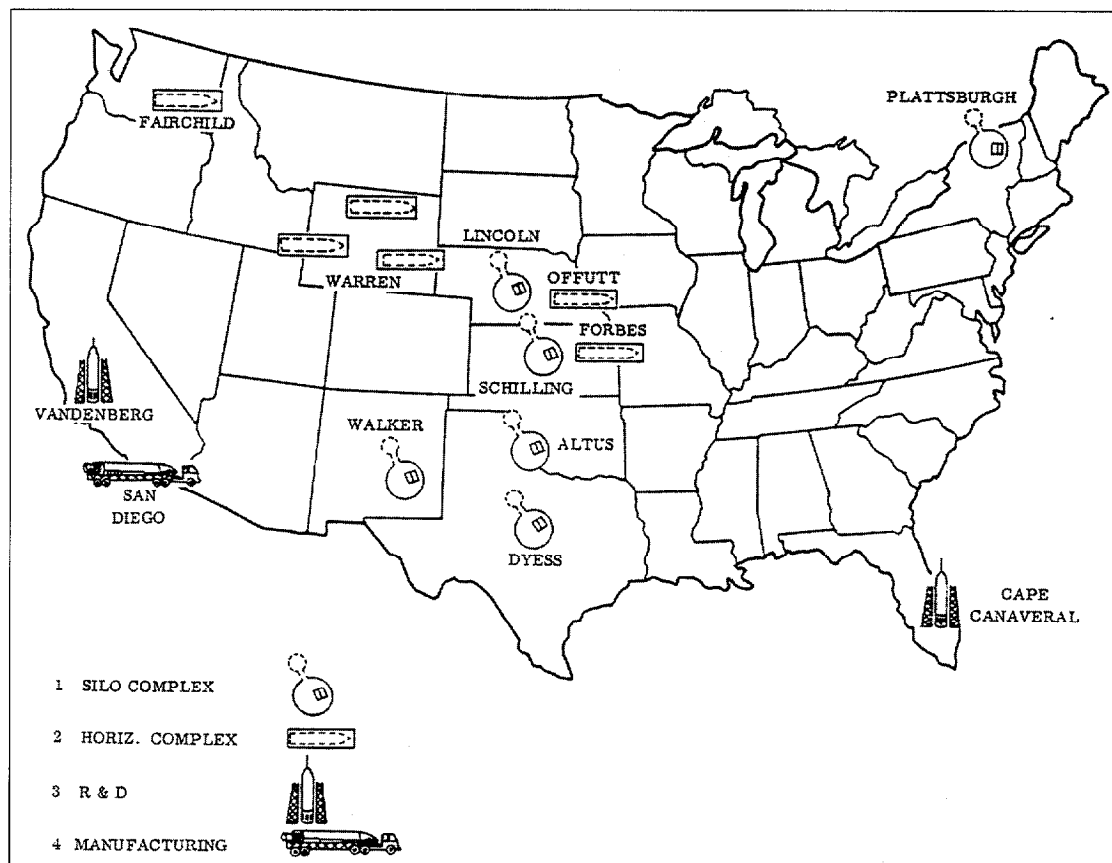 PLATTSBURGH
FAIRCHILD
LINCOLN
WARREN
OFFUTT
FORBES
SCHILLING
VANDENBERG
WALKER
ALTUS
SAN
DIEGO
DYESS
CAPE
CANAVERAL
1 SILO COMPLEX
2 HORIZ. COMPLEX
3 R & D
4 MANUFACTURING